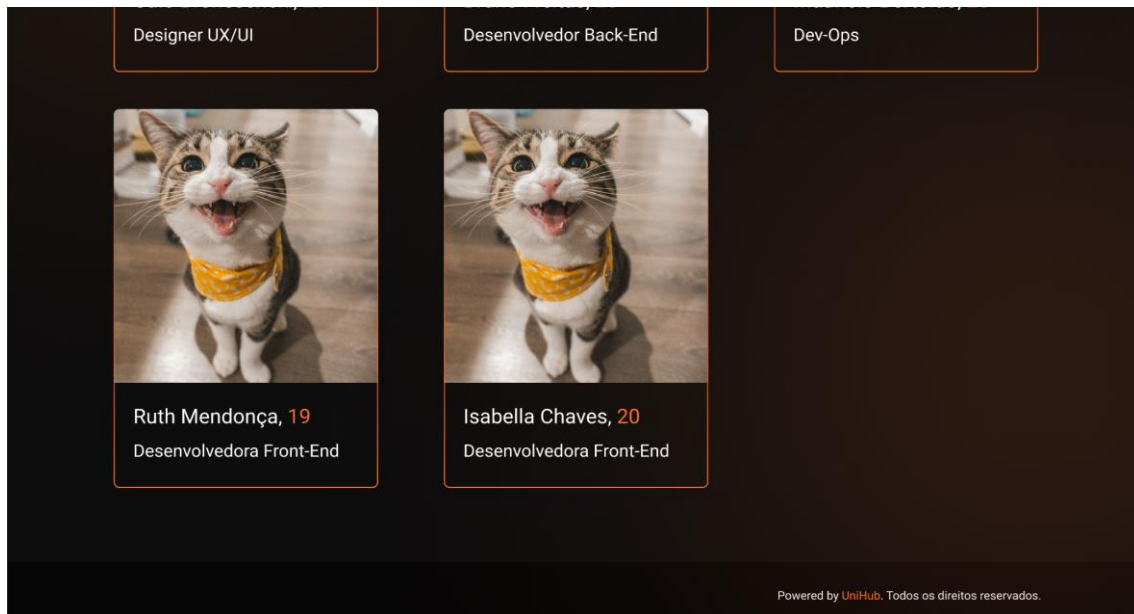 Designer UX/UI
Desenvolvedor Back-End
Dev-Ops
Ruth Mendonça, 19
Desenvolvedora Front-End
Isabella Chaves, 20
Desenvolvedora Front-End
Powered by UniHub. Todos os direitos reservados.